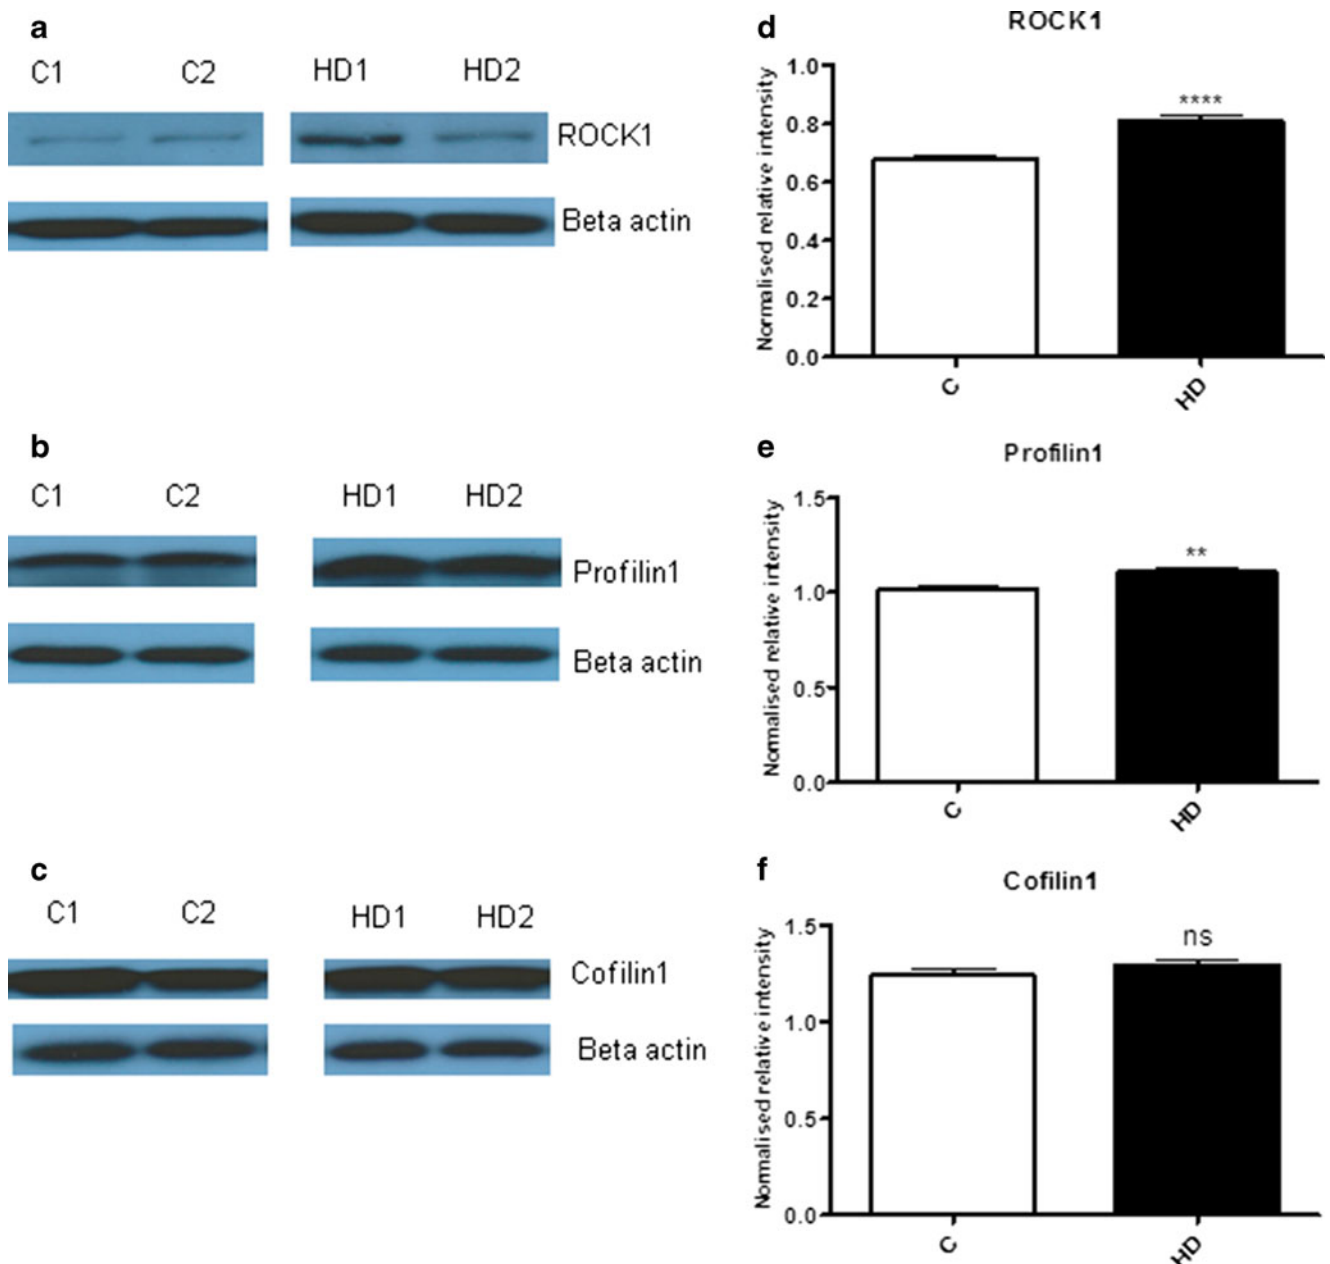 a
C1 C2 HD1 HD2
ROCK1
Beta actin
d
ROCK1
Normalised relative intensity
1.0
0.8
0.6
0.4
0.2
0.0
****
C HD
b
C1 C2 HD1 HD2
Profilin1
Beta actin
e
Profilin1
Normalised relative intensity
1.5
1.0
0.5
0.0
**
C HD
c
C1 C2 HD1 HD2
Cofilin1
Beta actin
f
Cofilin1
Normalised relative intensity
1.5
1.0
0.5
0.0
ns
C HD